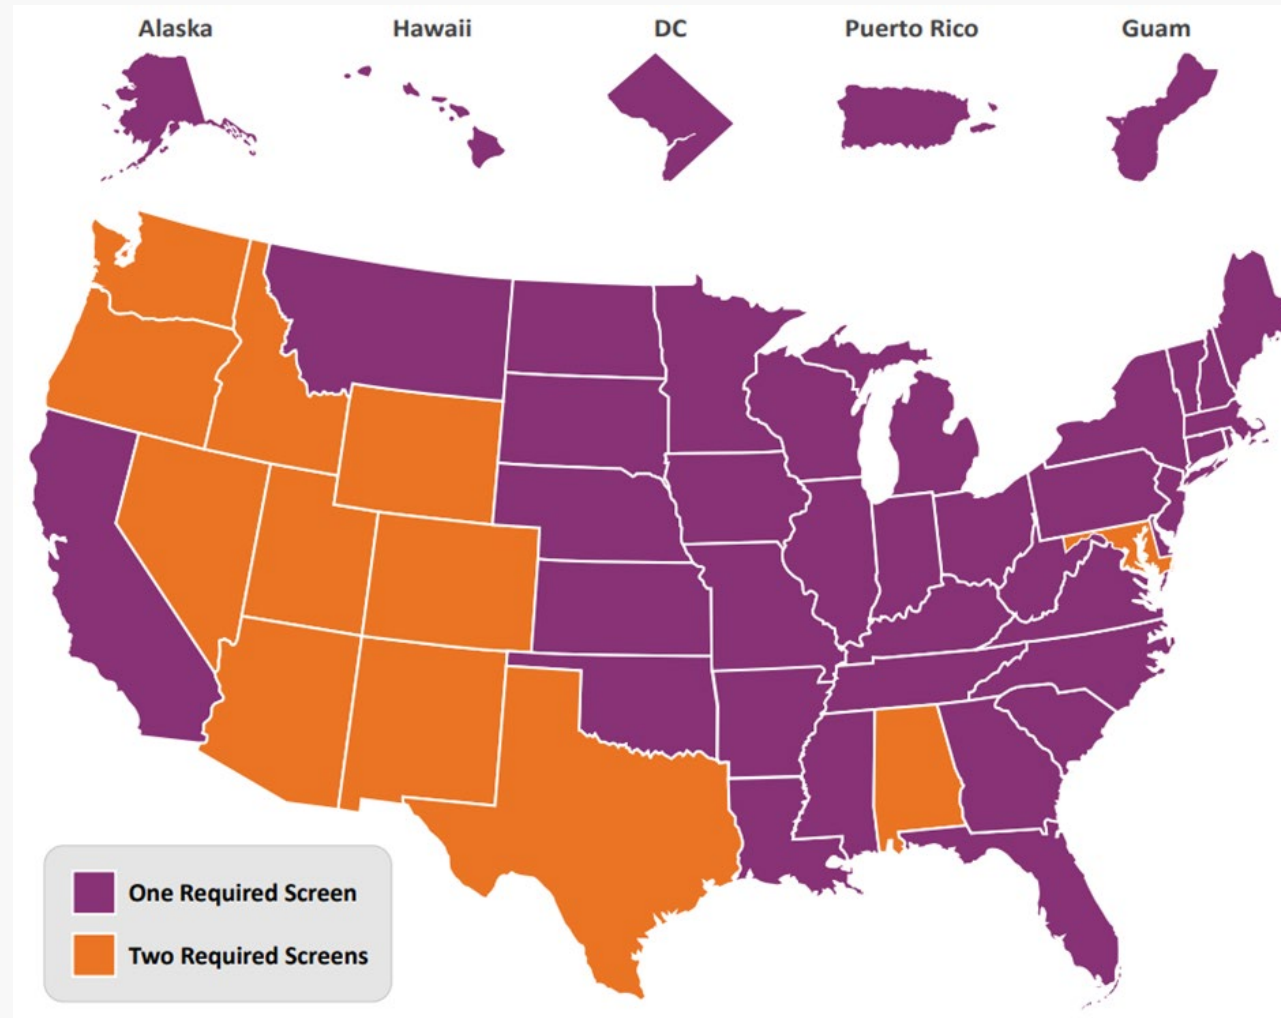 Alaska
Hawaii
DC
Puerto Rico
Guam
One Required Screen
Two Required Screens